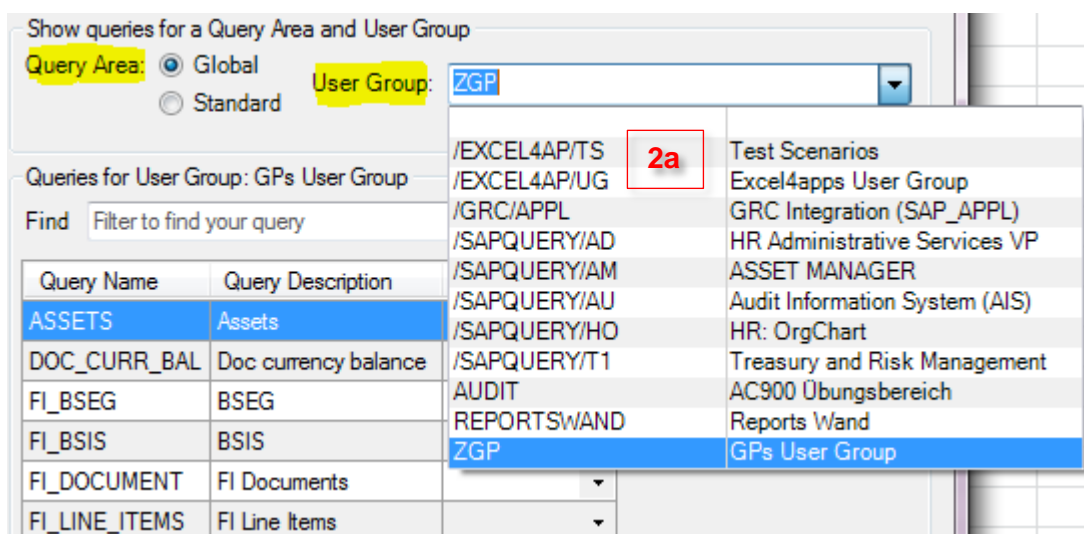 Show queries for a Query Area and User Group
Query Area: Global
User Group: ZGP
Standard
/EXCEL4AP/TS Test Scenarios
2a
/EXCEL4AP/UG Excel4apps User Group
/GRC/APPL GRC Integration (SAP_APPL)
/SAPQUERY/AD HR Administrative Services VP
/SAPQUERY/AM ASSET MANAGER
/SAPQUERY/AU Audit Information System (AIS)
/SAPQUERY/HO HR: OrgChart
/SAPQUERY/T1 Treasury and Risk Management
AUDIT AC900 Übungsbereich
REPORTSWAND Reports Wand
ZGP GPs User Group
Queries for User Group: GPs User Group
Find Filter to find your query
Query Name Query Description
ASSETS Assets
DOC_CURR_BAL Doc currency balance
FI_BSEG BSEG
FI_BSIS BSIS
FI_DOCUMENT FI Documents
FI_LINE_ITEMS FI Line Items